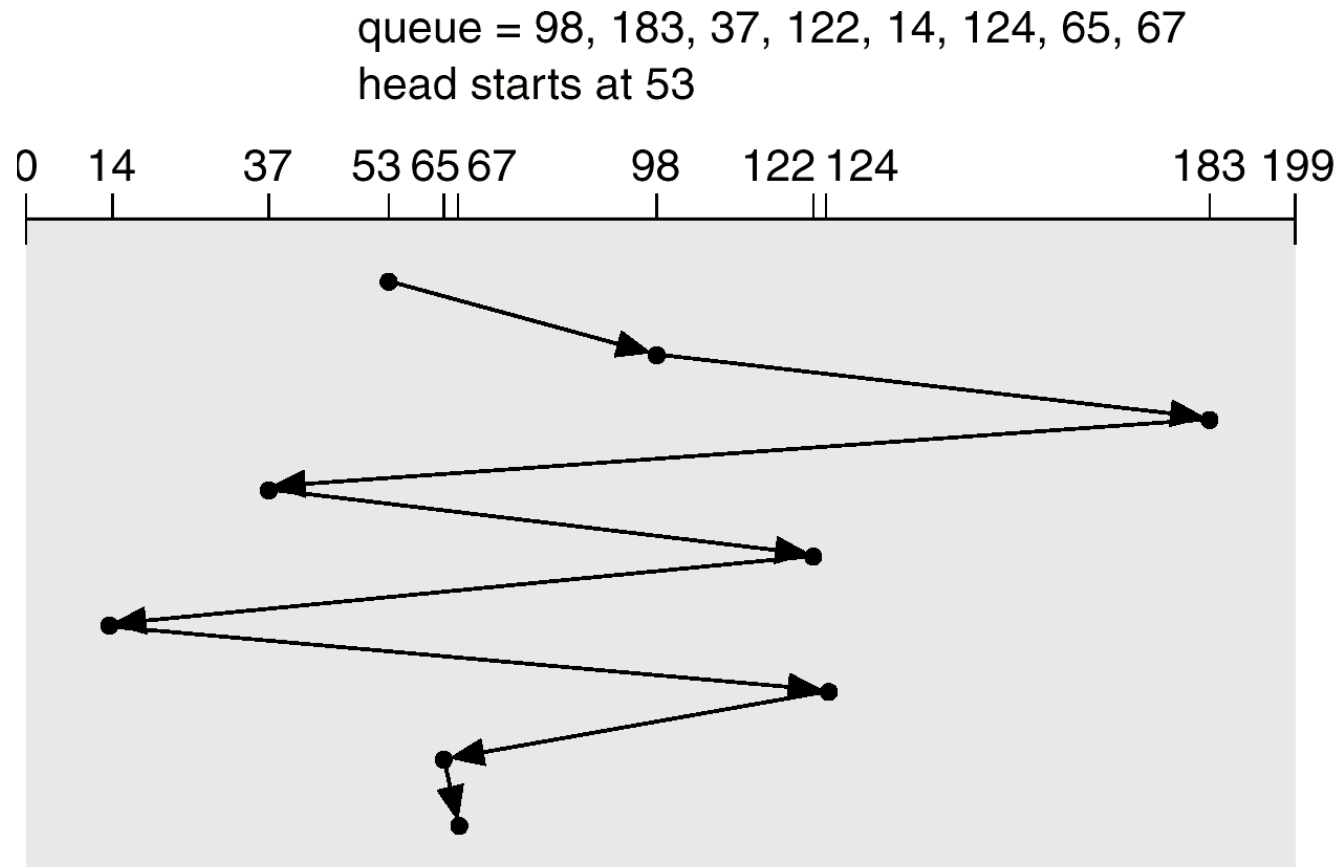 queue = 98, 183, 37, 122, 14, 124, 65, 67
head starts at 53
0 14 37 53 65 67 98 122 124 183 199